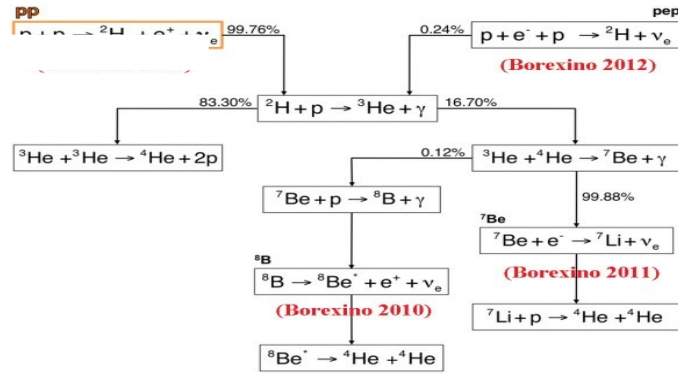 pp
pep
p + p → ²H + e⁺ + νₑ
99.76%
0.24%
p + e⁻ + p → ²H + νₑ
(Borexino 2012)
83.30%
²H + p → ³He + γ
16.70%
³He + ³He → ⁴He + 2p
0.12%
³He + ⁴He → ⁷Be + γ
⁷Be + p → ⁸B + γ
99.88%
⁷Be
⁷Be + e⁻ → ⁷Li + νₑ
(Borexino 2011)
⁸B
⁸B → ⁸Be* + e⁺ + νₑ
(Borexino 2010)
⁷Li + p → ⁴He + ⁴He
⁸Be* → ⁴He + ⁴He